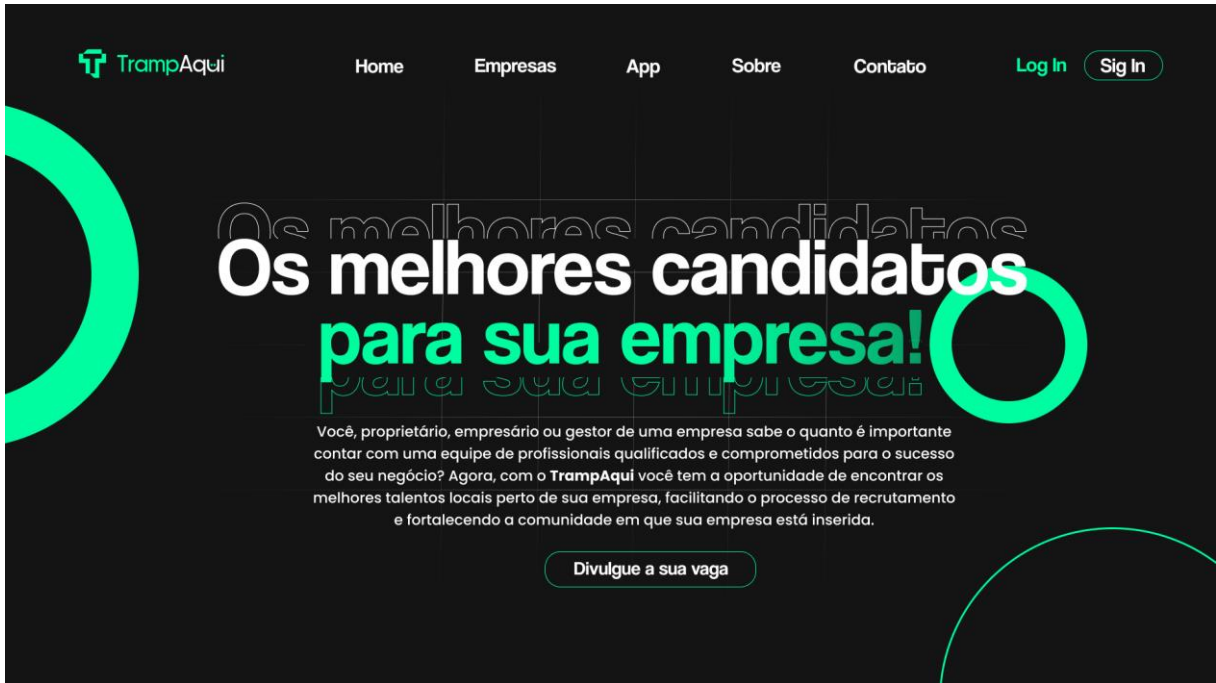 TrampAqui
Home
Empresas
App
Sobre
Contato
Log In
Sig In
Os melhores candidatos
Os melhores candidatos
para sua empresa!
para sua empresa!
Você, proprietário, empresário ou gestor de uma empresa sabe o quanto é importante
contar com uma equipe de profissionais qualificados e comprometidos para o sucesso
do seu negócio? Agora, com o TrampAqui você tem a oportunidade de encontrar os
melhores talentos locais perto de sua empresa, facilitando o processo de recrutamento
e fortalecendo a comunidade em que sua empresa está inserida.
Divulgue a sua vaga